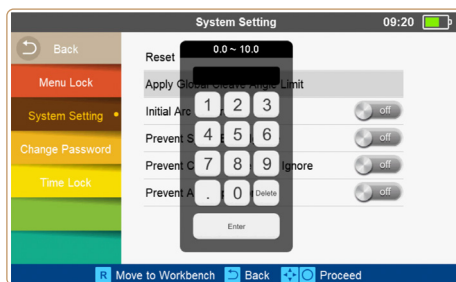 System Setting 09:20
Back
Menu Lock
System Setting
Change Password
Time Lock
Reset
Apply Global Cleave Angle Limit
Initial Arc
off
Prevent S
off
Prevent C Ignore
off
Prevent A
off
0.0 ~ 10.0
1 2 3
4 5 6
7 8 9
. 0 Delete
Enter
R Move to Workbench Back Proceed